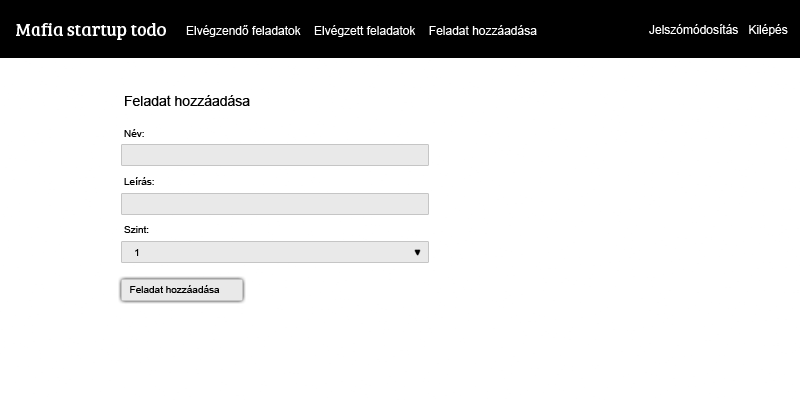 Mafia startup todo Elvégzendő feladatok Elvégzett feladatok Feladat hozzáadása Jelszómódosítás Kilépés
Feladat hozzáadása
Név:
Leírás:
Szint:
1
Feladat hozzáadása